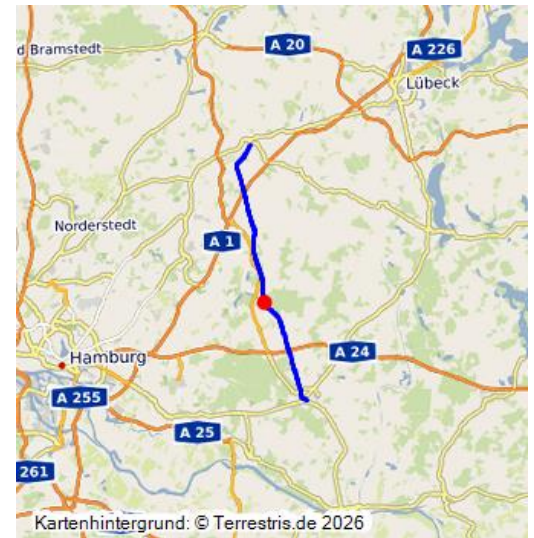 d Bramstedt
A 20
A 226
Lübeck
Norderstedt
A 1
Hamburg
A 24
A 255
A 25
261
Kartenhintergrund: © Terrestris.de 2026